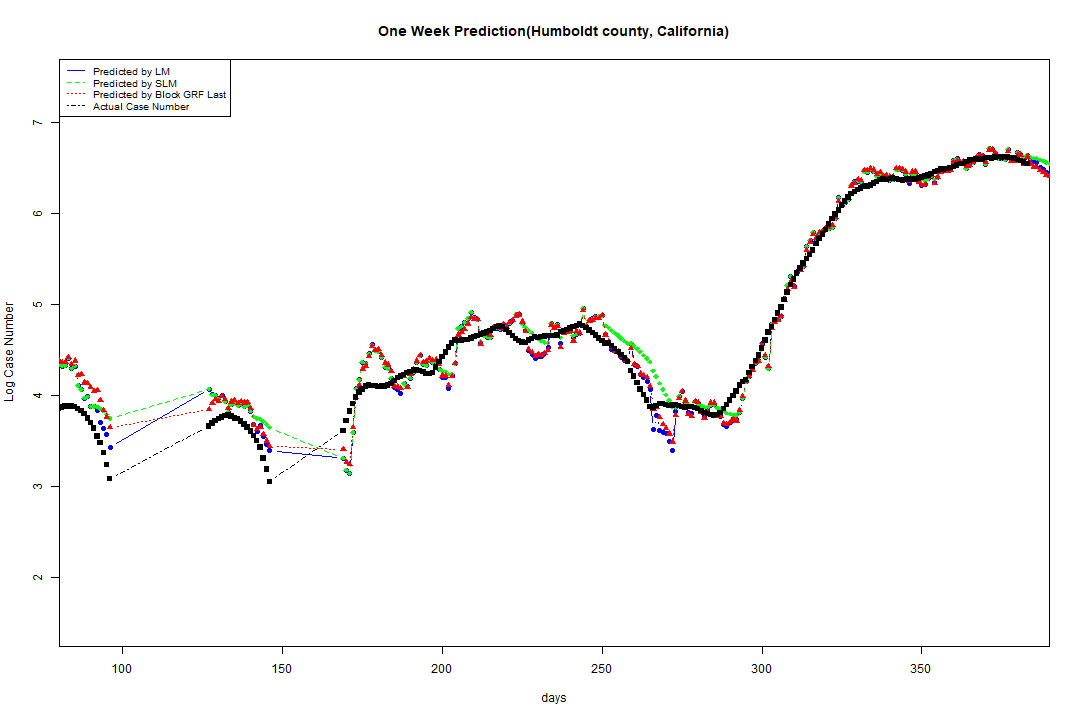 One Week Prediction(Humboldt county, California)
Predicted by LM
Predicted by SLM
Predicted by Block GRF Last
Actual Case Number
7
6
5
4
3
2
Log Case Number
100 150 200 250 300 350
days